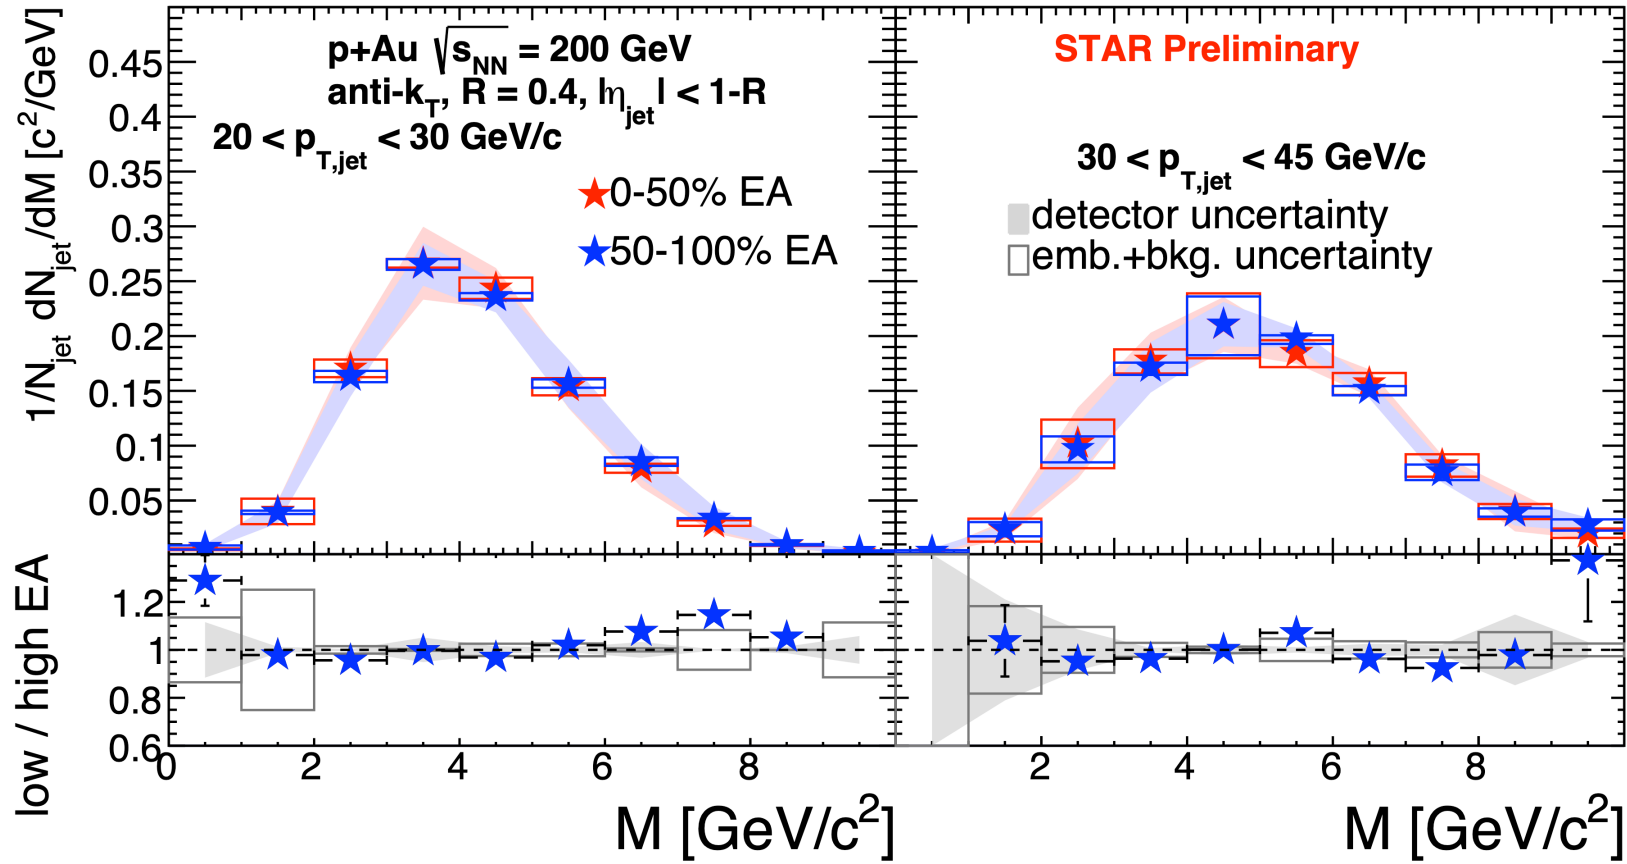 1/N_jet dN_jet/dM [c²/GeV]
0.45
0.4
0.35
0.3
0.25
0.2
0.15
0.1
0.05
p+Au √s_NN = 200 GeV
anti-k_T, R = 0.4, |η_jet| < 1-R
20 < p_T,jet < 30 GeV/c
0-50% EA
50-100% EA
STAR Preliminary
30 < p_T,jet < 45 GeV/c
detector uncertainty
emb.+bkg. uncertainty
low / high EA
1.2
1
0.8
0.6
0 2 4 6 8
2 4 6 8
M [GeV/c²]
M [GeV/c²]